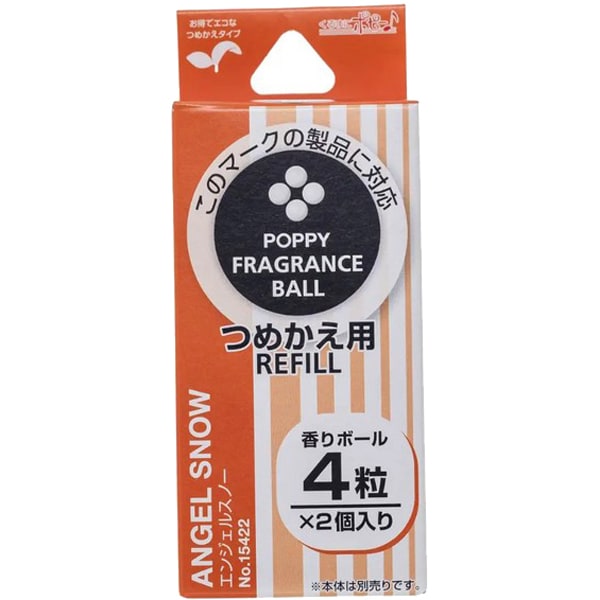 お得でエコな
つめかえタイプ
くるまにポピー♪
このマークの製品に対応
POPPY
FRAGRANCE
BALL
つめかえ用
REFILL
香りボール
4粒
×2個入り
ANGEL SNOW
エンジェルスノー
No.15422
※本体は別売りです。